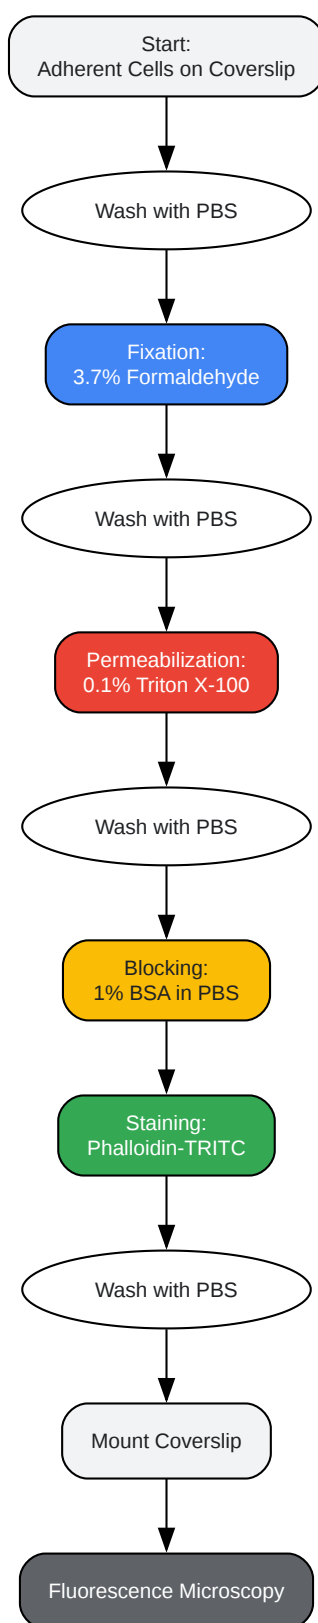 Start:
Adherent Cells on Coverslip
Wash with PBS
Fixation:
3.7% Formaldehyde
Wash with PBS
Permeabilization:
0.1% Triton X-100
Wash with PBS
Blocking:
1% BSA in PBS
Staining:
Phalloidin-TRITC
Wash with PBS
Mount Coverslip
Fluorescence Microscopy